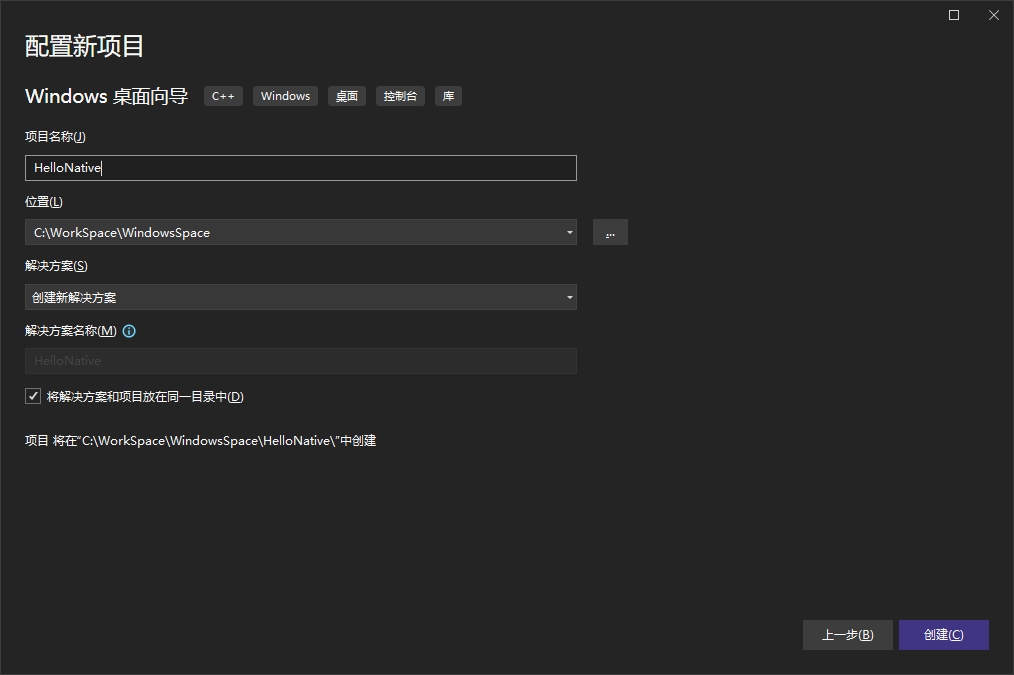 配置新项目
Windows 桌面向导 C++ Windows 桌面 控制台 库
项目名称(J)
HelloNative
位置(L)
C:\WorkSpace\WindowsSpace ...
解决方案(S)
创建新解决方案
解决方案名称(M)
HelloNative
将解决方案和项目放在同一目录中(D)
项目 将在"C:\WorkSpace\WindowsSpace\HelloNative\"中创建
上一步(B) 创建(C)